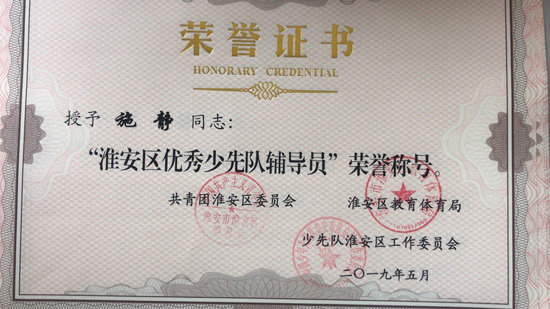 荣誉证书
HONORARY CREDENTIAL
授予 施静 同志：
“淮安区优秀少先队辅导员”荣誉称号。
共青团淮安区委员会 淮安区教育体育局
少先队淮安区工作委员会
二〇一九年五月